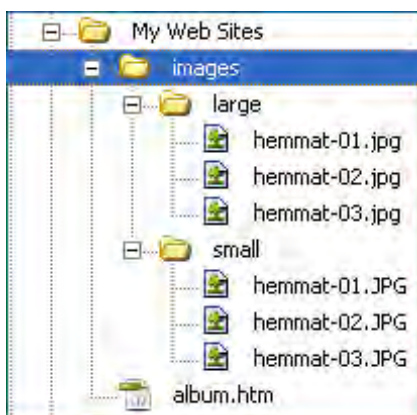 My Web Sites
images
large
hemmat-01.jpg
hemmat-02.jpg
hemmat-03.jpg
small
hemmat-01.JPG
hemmat-02.JPG
hemmat-03.JPG
album.htm